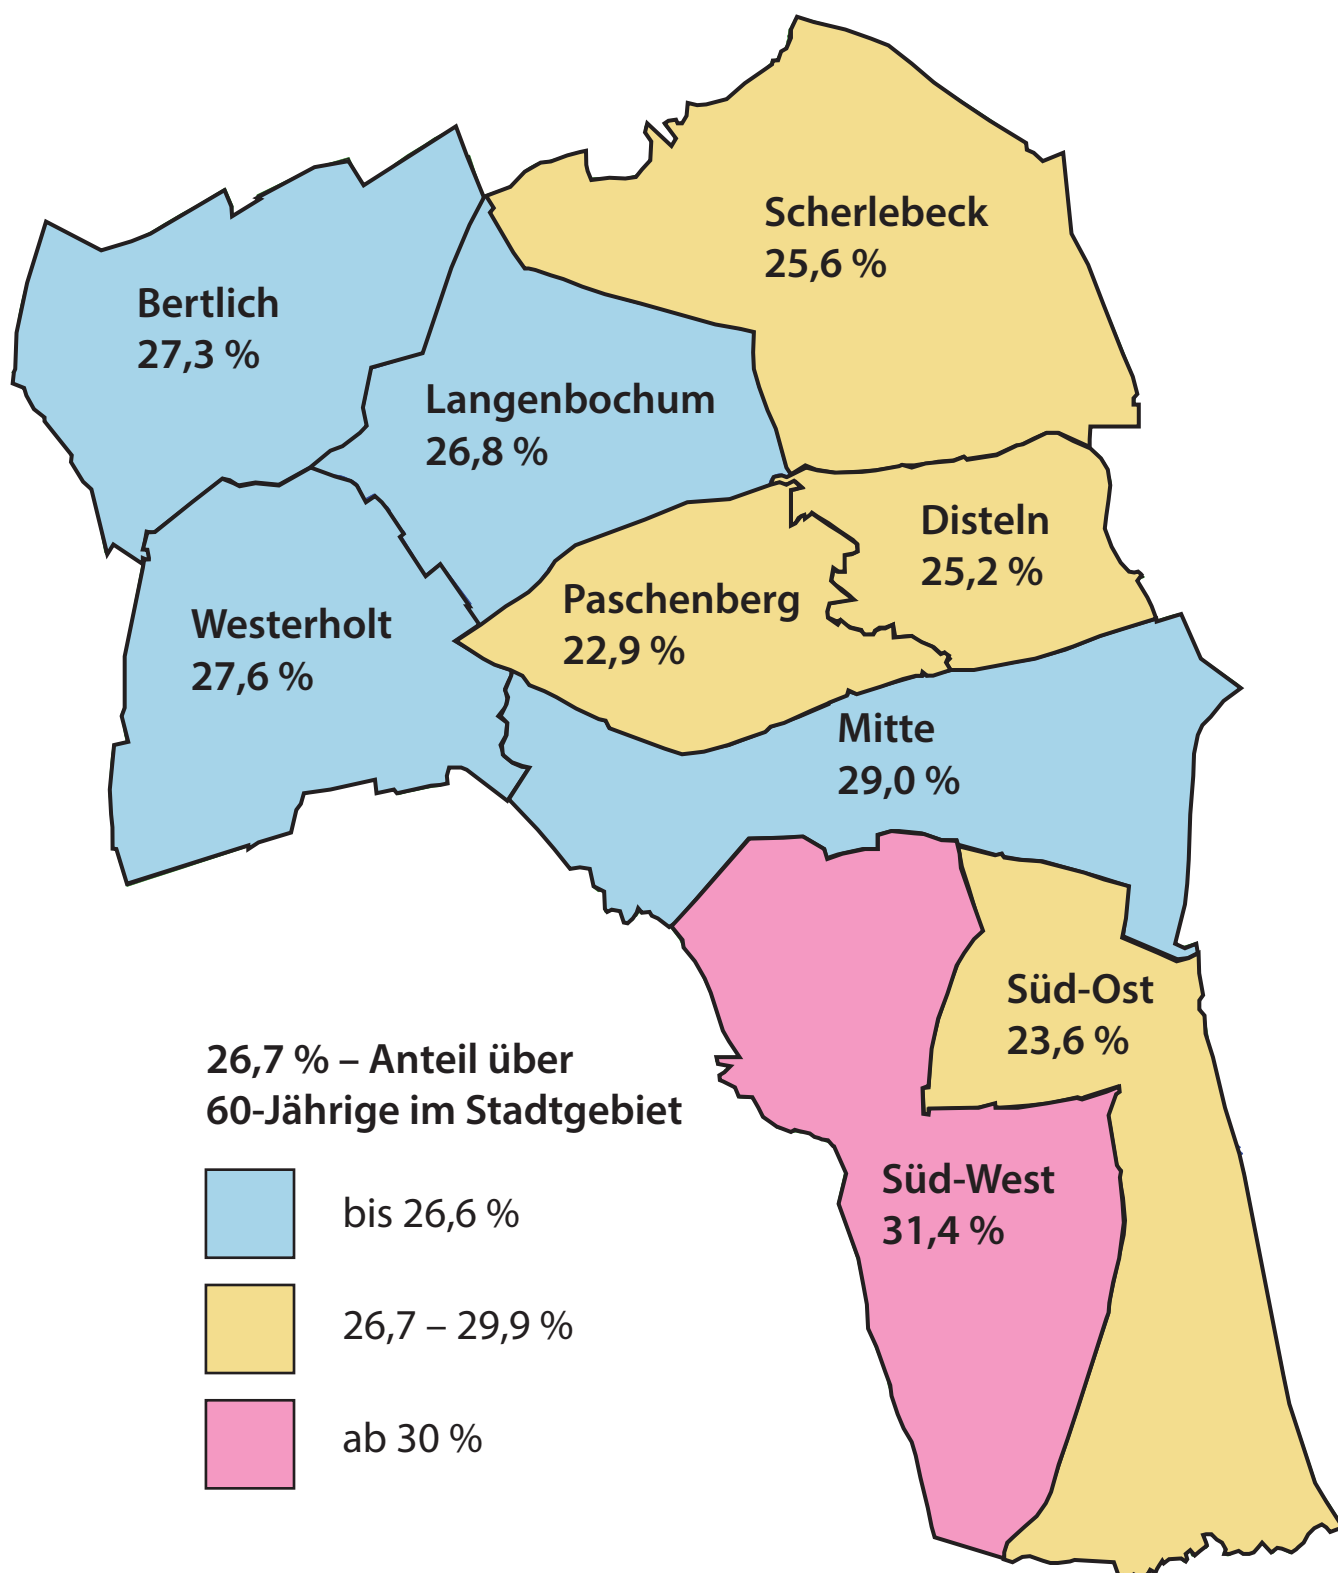 Scherlebeck
25,6 %
Bertlich
27,3 %
Langenbochum
26,8 %
Disteln
25,2 %
Paschenberg
22,9 %
Westerholt
27,6 %
Mitte
29,0 %
Süd-Ost
23,6 %
Süd-West
31,4 %
26,7 % – Anteil über
60-Jährige im Stadtgebiet
bis 26,6 %
26,7 – 29,9 %
ab 30 %